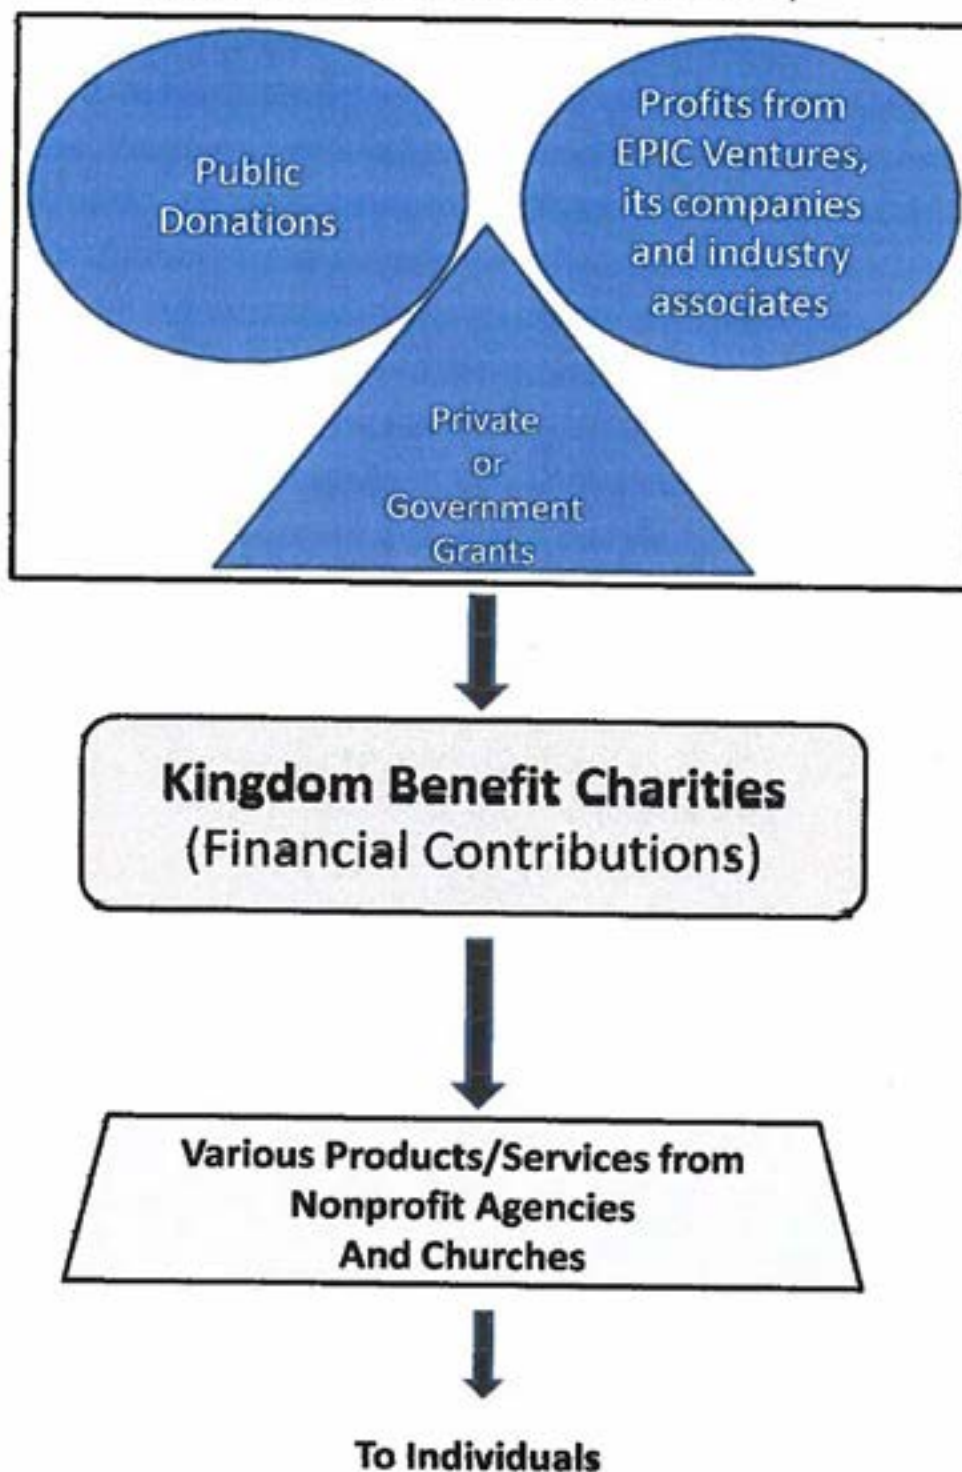 Public
Donations
Profits from
EPIC Ventures,
its companies
and industry
associates
Private
or
Government
Grants
Kingdom Benefit Charities
(Financial Contributions)
Various Products/Services from
Nonprofit Agencies
And Churches
To Individuals